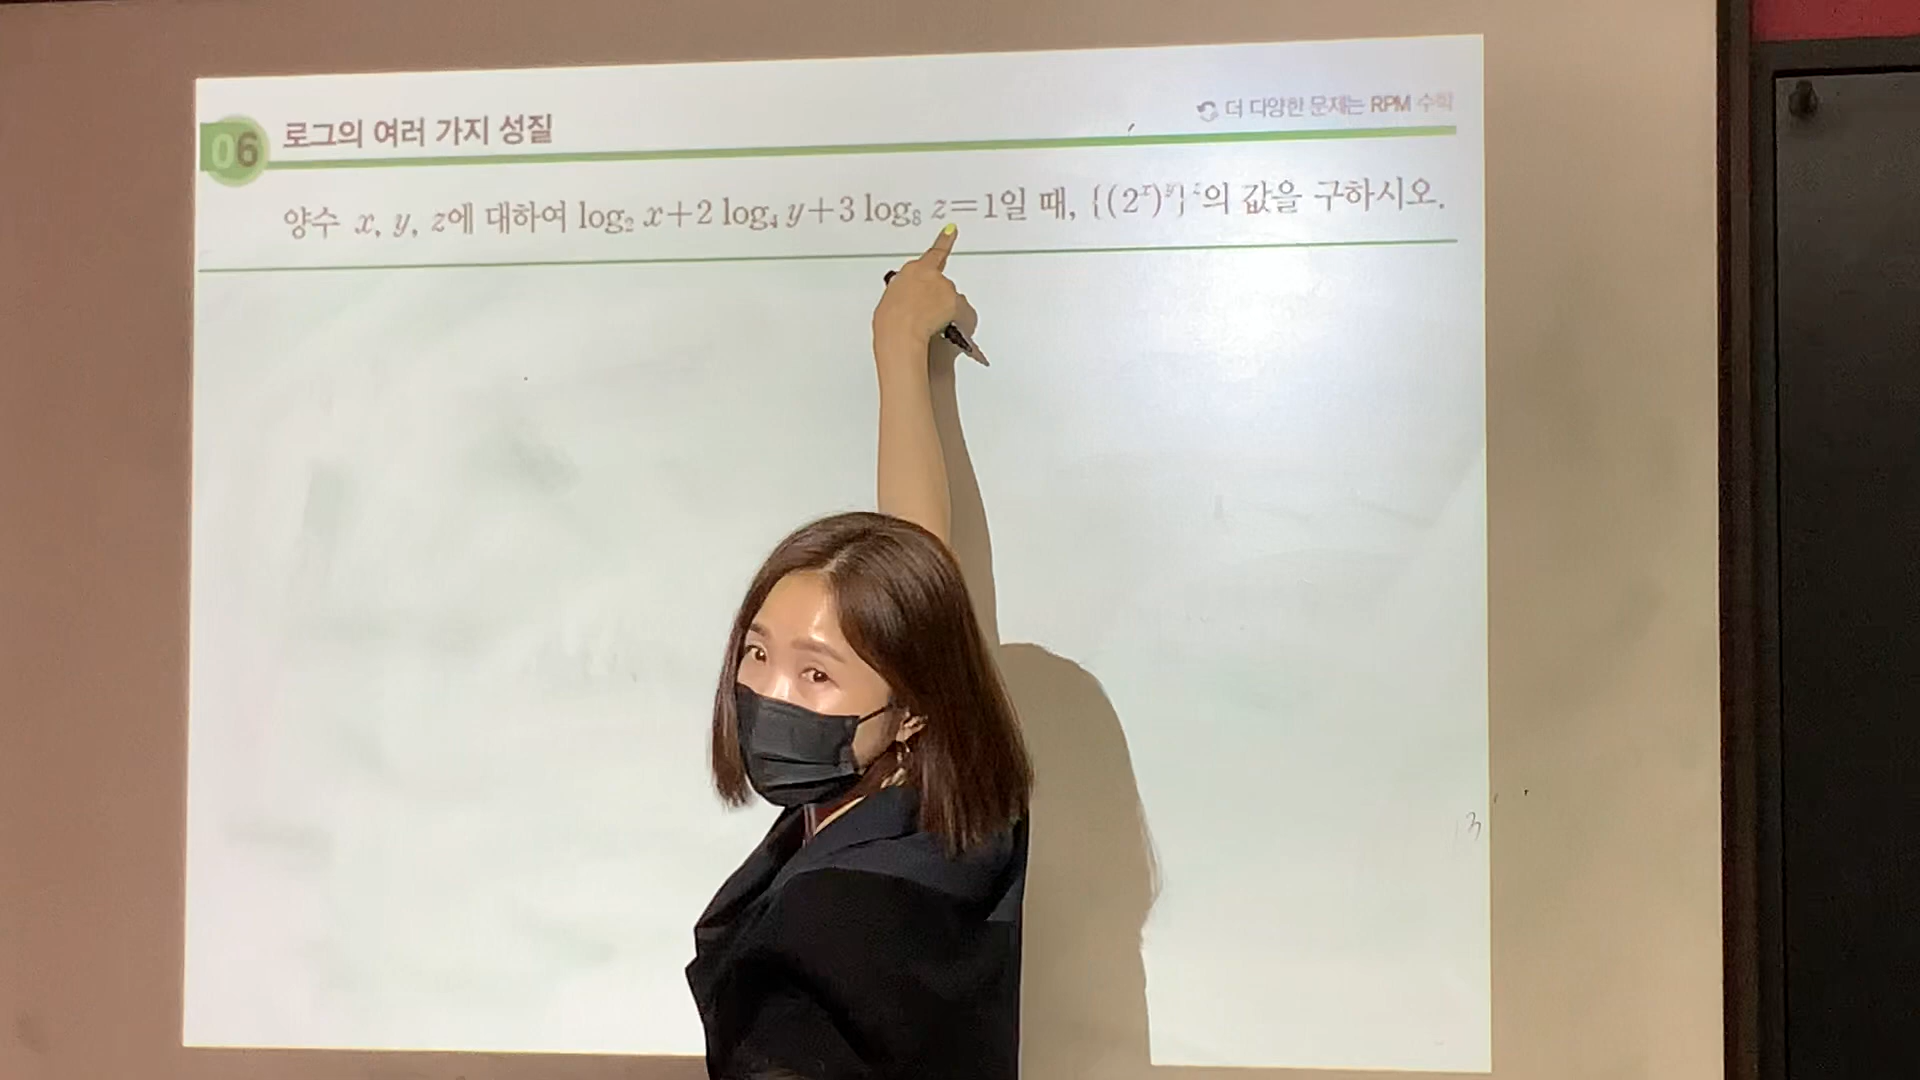 더 다양한 문제는 RPM 수학
06 로그의 여러 가지 성질
양수 x, y, z에 대하여 log₂ x+2 log₄ y+3 log₈ z=1일 때, {(2ˣ)ʸ}ᶻ의 값을 구하시오.
3